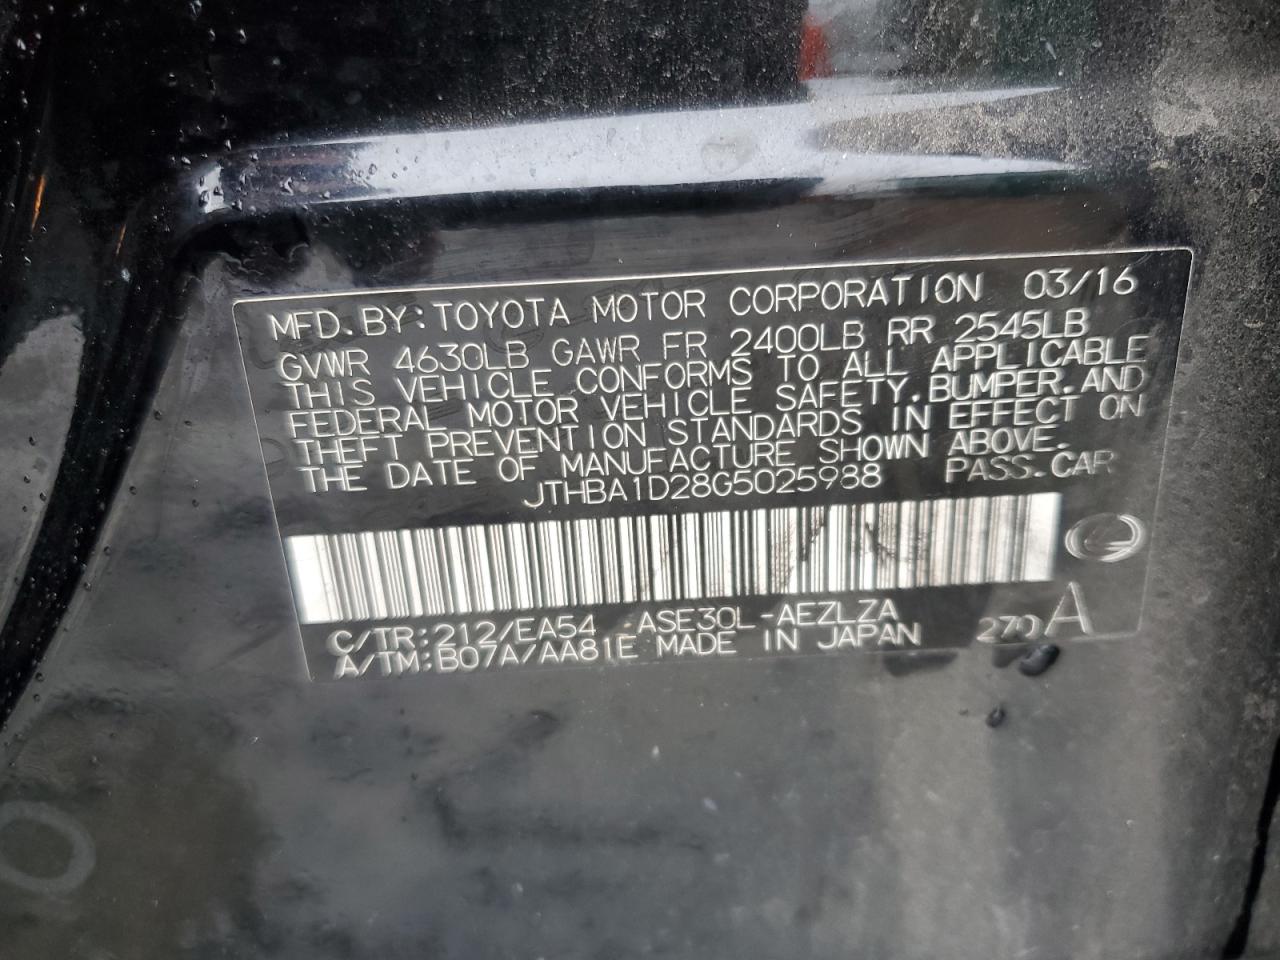 MFD. BY: TOYOTA MOTOR CORPORATION 03/16
GVWR 4630LB GAWR FR 2400LB RR 2545LB
THIS VEHICLE CONFORMS TO ALL APPLICABLE
FEDERAL MOTOR VEHICLE SAFETY, BUMPER, AND
THEFT PREVENTION STANDARDS IN EFFECT ON
THE DATE OF MANUFACTURE SHOWN ABOVE.
JTHBA1D28G5025988 PASS. CAR
C/TR: 212/EA54 ASE30L-AEZLZA
A/TM: B07A/AA81E MADE IN JAPAN 270 A